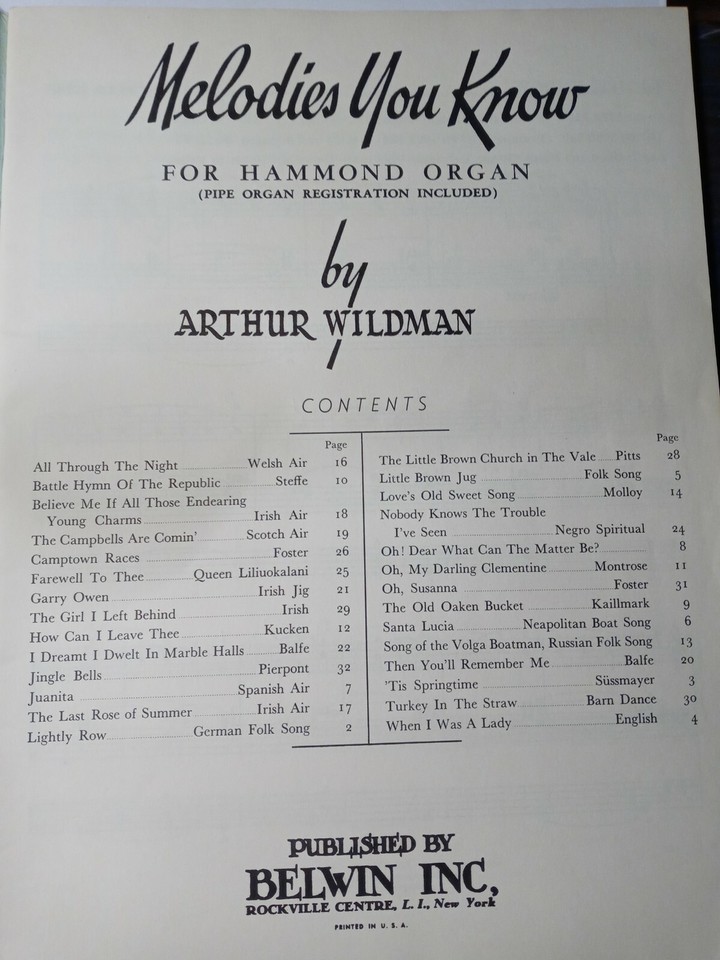 Melodies You Know
FOR HAMMOND ORGAN
(PIPE ORGAN REGISTRATION INCLUDED)
by
ARTHUR WILDMAN
CONTENTS
Page
All Through The Night Welsh Air 16
Battle Hymn Of The Republic Steffe 10
Believe Me If All Those Endearing
Young Charms Irish Air 18
The Campbells Are Comin' Scotch Air 19
Camptown Races Foster 26
Farewell To Thee Queen Liliuokalani 25
Garry Owen Irish Jig 21
The Girl I Left Behind Irish 29
How Can I Leave Thee Kucken 12
I Dreamt I Dwelt In Marble Halls Balfe 22
Jingle Bells Pierpont 32
Juanita Spanish Air 7
The Last Rose of Summer Irish Air 17
Lightly Row German Folk Song 2
Page
The Little Brown Church in The Vale Pitts 28
Little Brown Jug Folk Song 5
Love's Old Sweet Song Molloy 14
Nobody Knows The Trouble
I've Seen Negro Spiritual 24
Oh! Dear What Can The Matter Be? 8
Oh, My Darling Clementine Montrose 11
Oh, Susanna Foster 31
The Old Oaken Bucket Kaillmark 9
Santa Lucia Neapolitan Boat Song 6
Song of the Volga Boatman, Russian Folk Song 13
Then You'll Remember Me Balfe 20
'Tis Springtime Süssmayer 3
Turkey In The Straw Barn Dance 30
When I Was A Lady English 4
PUBLISHED BY
BELWIN INC,
ROCKVILLE CENTRE, L. I., New York
PRINTED IN U. S. A.